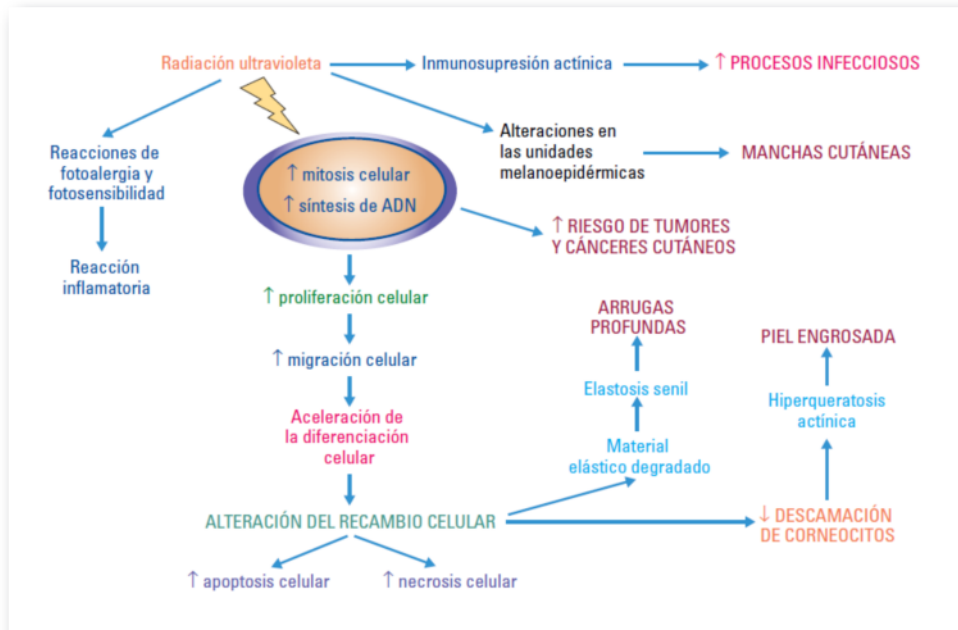 Radiación ultravioleta
Inmunosupresión actínica
↑ PROCESOS INFECCIOSOS
Reacciones de
fotoalergia y
fotosensibilidad
Reacción
inflamatoria
↑ mitosis celular
↑ síntesis de ADN
Alteraciones en
las unidades
melanoepidérmicas
MANCHAS CUTÁNEAS
↑ RIESGO DE TUMORES
Y CÁNCERES CUTÁNEOS
↑ proliferación celular
↑ migración celular
Aceleración de
la diferenciación
celular
ALTERACIÓN DEL RECAMBIO CELULAR
↑ apoptosis celular
↑ necrosis celular
ARRUGAS
PROFUNDAS
Elastosis senil
Material
elástico degradado
PIEL ENGROSADA
Hiperqueratosis
actínica
↓ DESCAMACIÓN
DE CORNEOCITOS